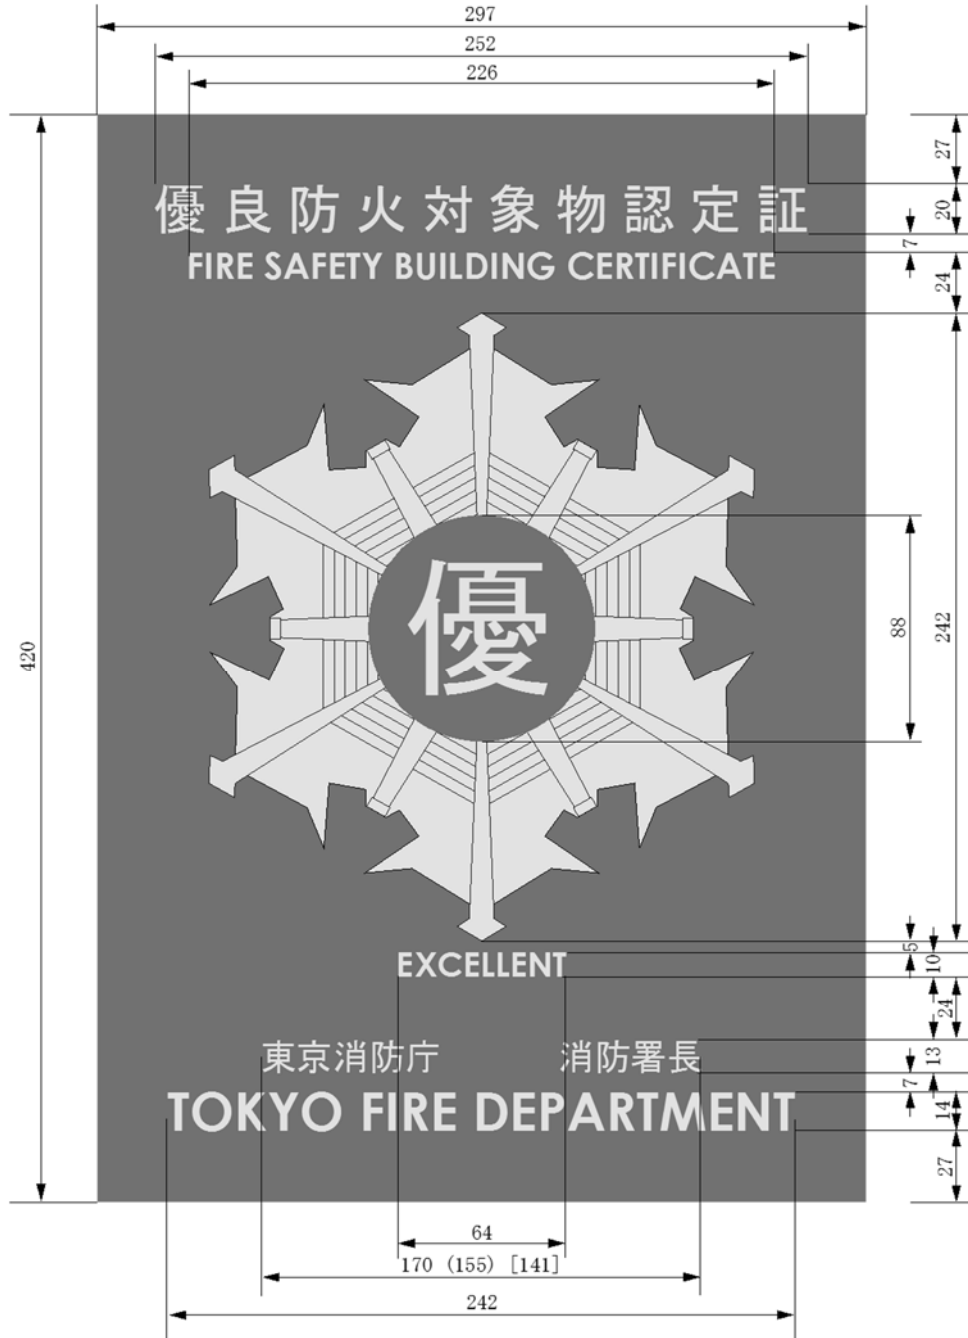 297
252
226
27
優良防火対象物認定証
20
7
FIRE SAFETY BUILDING CERTIFICATE
24
420
優
88
242
5
EXCELLENT
10
24
東京消防庁 消防署長
13
7
TOKYO FIRE DEPARTMENT
14
27
64
170 (155) [141]
242